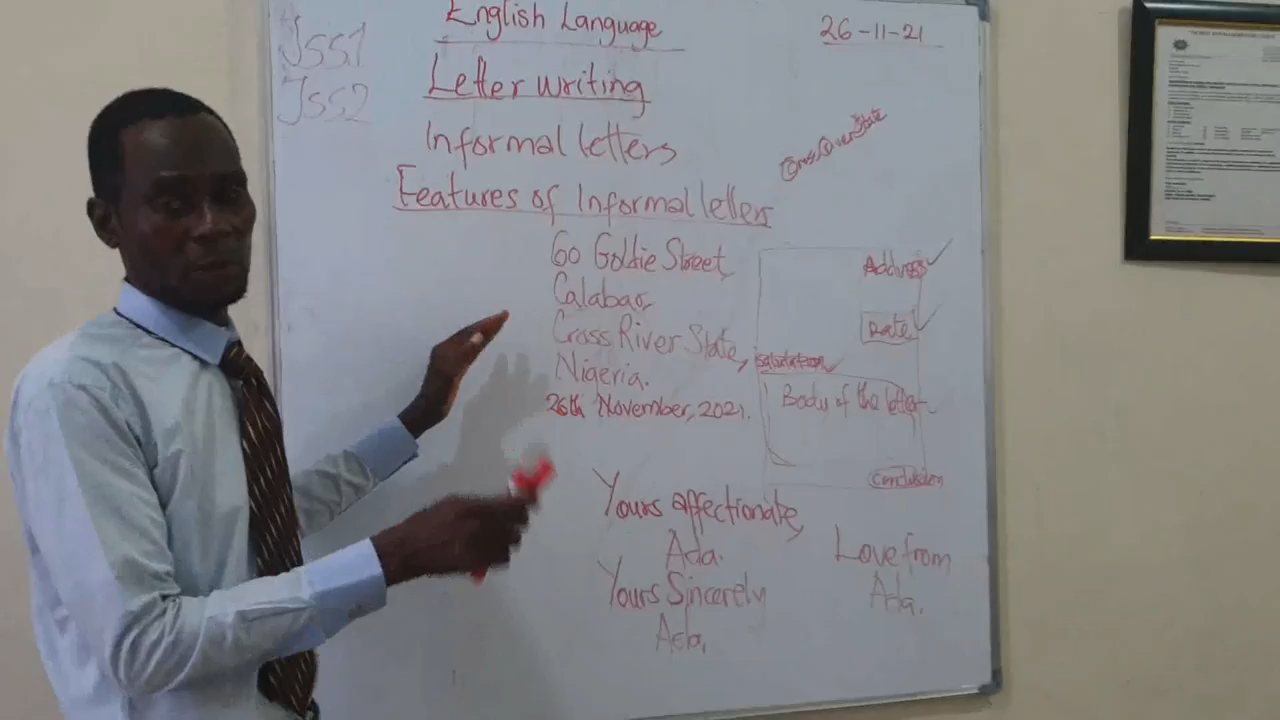 Jss.1
Jss2
English Language
26-11-21
Letter writing
Informal letters
Cross River State
Features of Informal letters
60 Goldie Street,
Calabar,
Cross River State,
Nigeria.
26th November, 2021.
Address
Date
Salutation
Body of the letter
Conclusion
Yours affectionate,
Ada.
Yours Sincerely
Ada,
Love from
Ada.